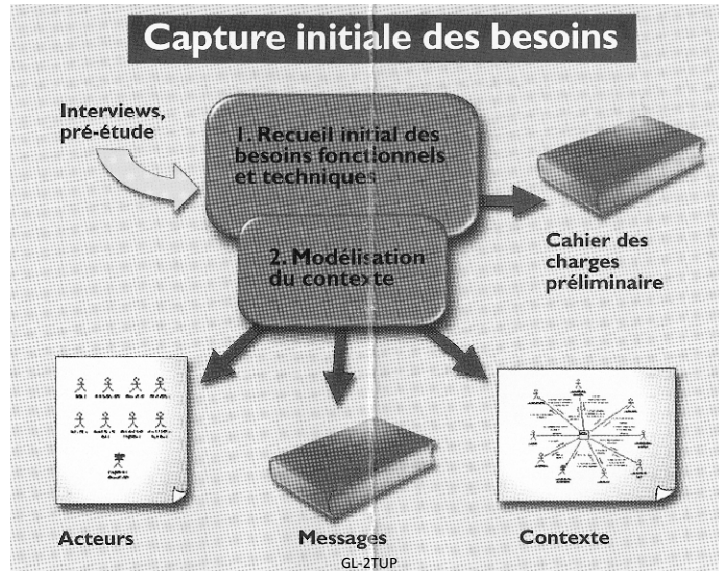 Capture initiale des besoins
Interviews,
pré-étude
1. Recueil initial des
besoins fonctionnels
et techniques
2. Modélisation
du contexte
Cahier des
charges
préliminaire
Acteurs
Messages
Contexte
GL-2TUP